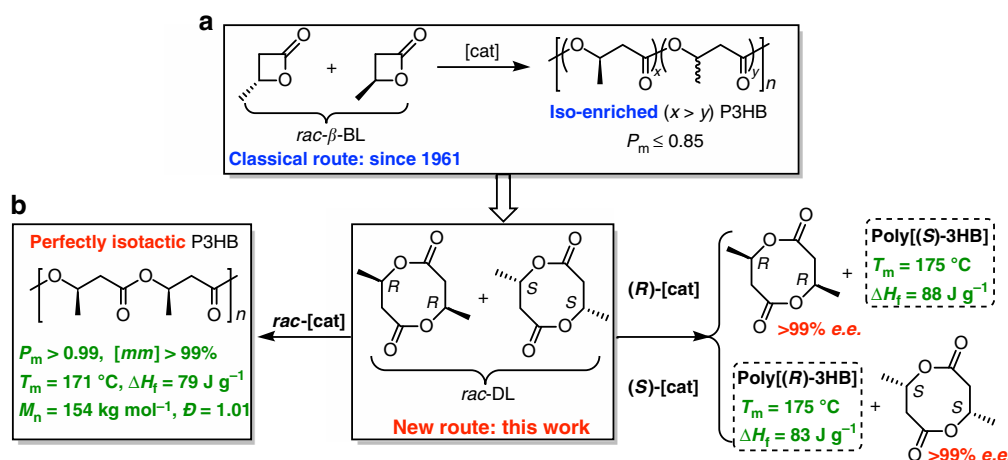 a
O
O
+
O
O
[cat]
rac-β-BL
Classical route: since 1961
[ ( O O )x ( O O )y ]n
Iso-enriched (x > y) P3HB
Pm ≤ 0.85
b
Perfectly isotactic P3HB
[ O O O O ]n
Pm > 0.99, [mm] > 99%
Tm = 171 °C, ΔHf = 79 J g−1
Mn = 154 kg mol−1, Đ = 1.01
rac-[cat]
O
O
R
R
O
O
+
O
O
S
S
O
O
rac-DL
New route: this work
(R)-[cat]
(S)-[cat]
O
O
R
R
O
O
>99% e.e.
+
Poly[(S)-3HB]
Tm = 175 °C
ΔHf = 88 J g−1
Poly[(R)-3HB]
Tm = 175 °C
ΔHf = 83 J g−1
+
O
O
S
S
O
O
>99% e.e.